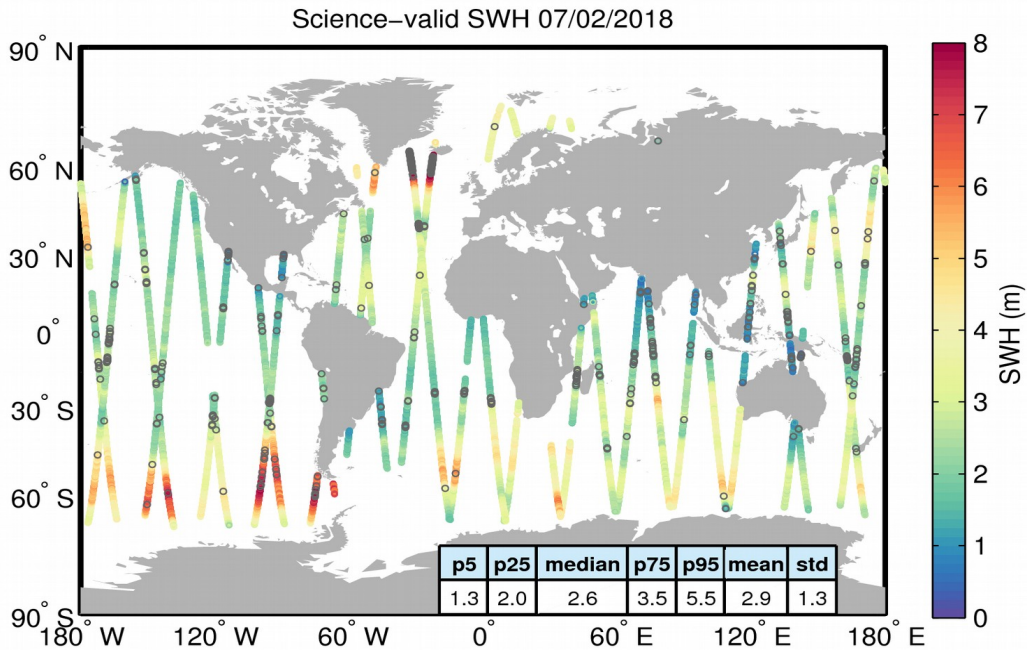 Science−valid SWH 07/02/2018
90° N
60° N
30° N
0°
30° S
60° S
90° S
180° W
120° W
60° W
0°
60° E
120° E
180° E
p5 p25 median p75 p95 mean std
1.3 2.0 2.6 3.5 5.5 2.9 1.3
8
7
6
5
4
3
2
1
0
SWH (m)